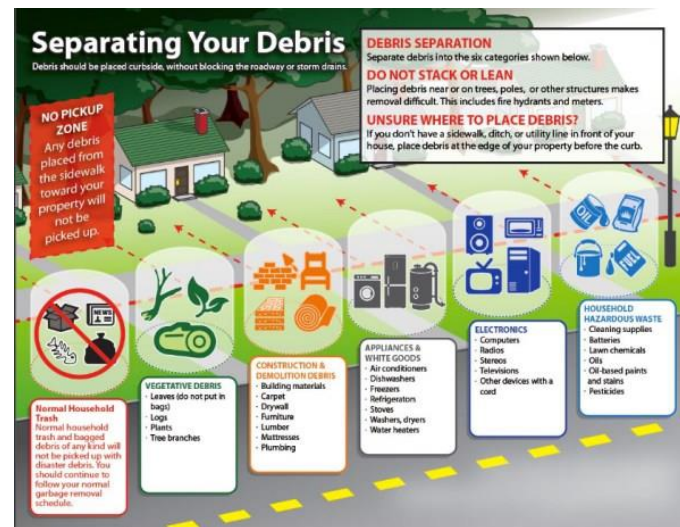 Separating Your Debris
Debris should be placed curbside, without blocking the roadway or storm drains.
DEBRIS SEPARATION
Separate debris into the six categories shown below.
DO NOT STACK OR LEAN
Placing debris near or on trees, poles, or other structures makes
removal difficult. This includes fire hydrants and meters.
UNSURE WHERE TO PLACE DEBRIS?
If you don't have a sidewalk, ditch, or utility line in front of your
house, place debris at the edge of your property before the curb.
NO PICKUP
ZONE
Any debris
placed from
the sidewalk
toward your
property will
not be
picked up.
NEWS
OIL
FUEL
Normal Household
Trash
Normal household
trash and bagged
debris of any kind will
not be picked up with
disaster debris. You
should continue to
follow your normal
garbage removal
schedule.
VEGETATIVE DEBRIS
· Leaves (do not put in
bags)
· Logs
· Plants
· Tree branches
CONSTRUCTION &
DEMOLITION DEBRIS
· Building materials
· Carpet
· Drywall
· Furniture
· Lumber
· Mattresses
· Plumbing
APPLIANCES &
WHITE GOODS
· Air conditioners
· Dishwashers
· Freezers
· Refrigerators
· Stoves
· Washers, dryers
· Water heaters
ELECTRONICS
· Computers
· Radios
· Stereos
· Televisions
· Other devices with a
cord
HOUSEHOLD
HAZARDOUS WASTE
· Cleaning supplies
· Batteries
· Lawn chemicals
· Oils
· Oil-based paints
and stains
· Pesticides